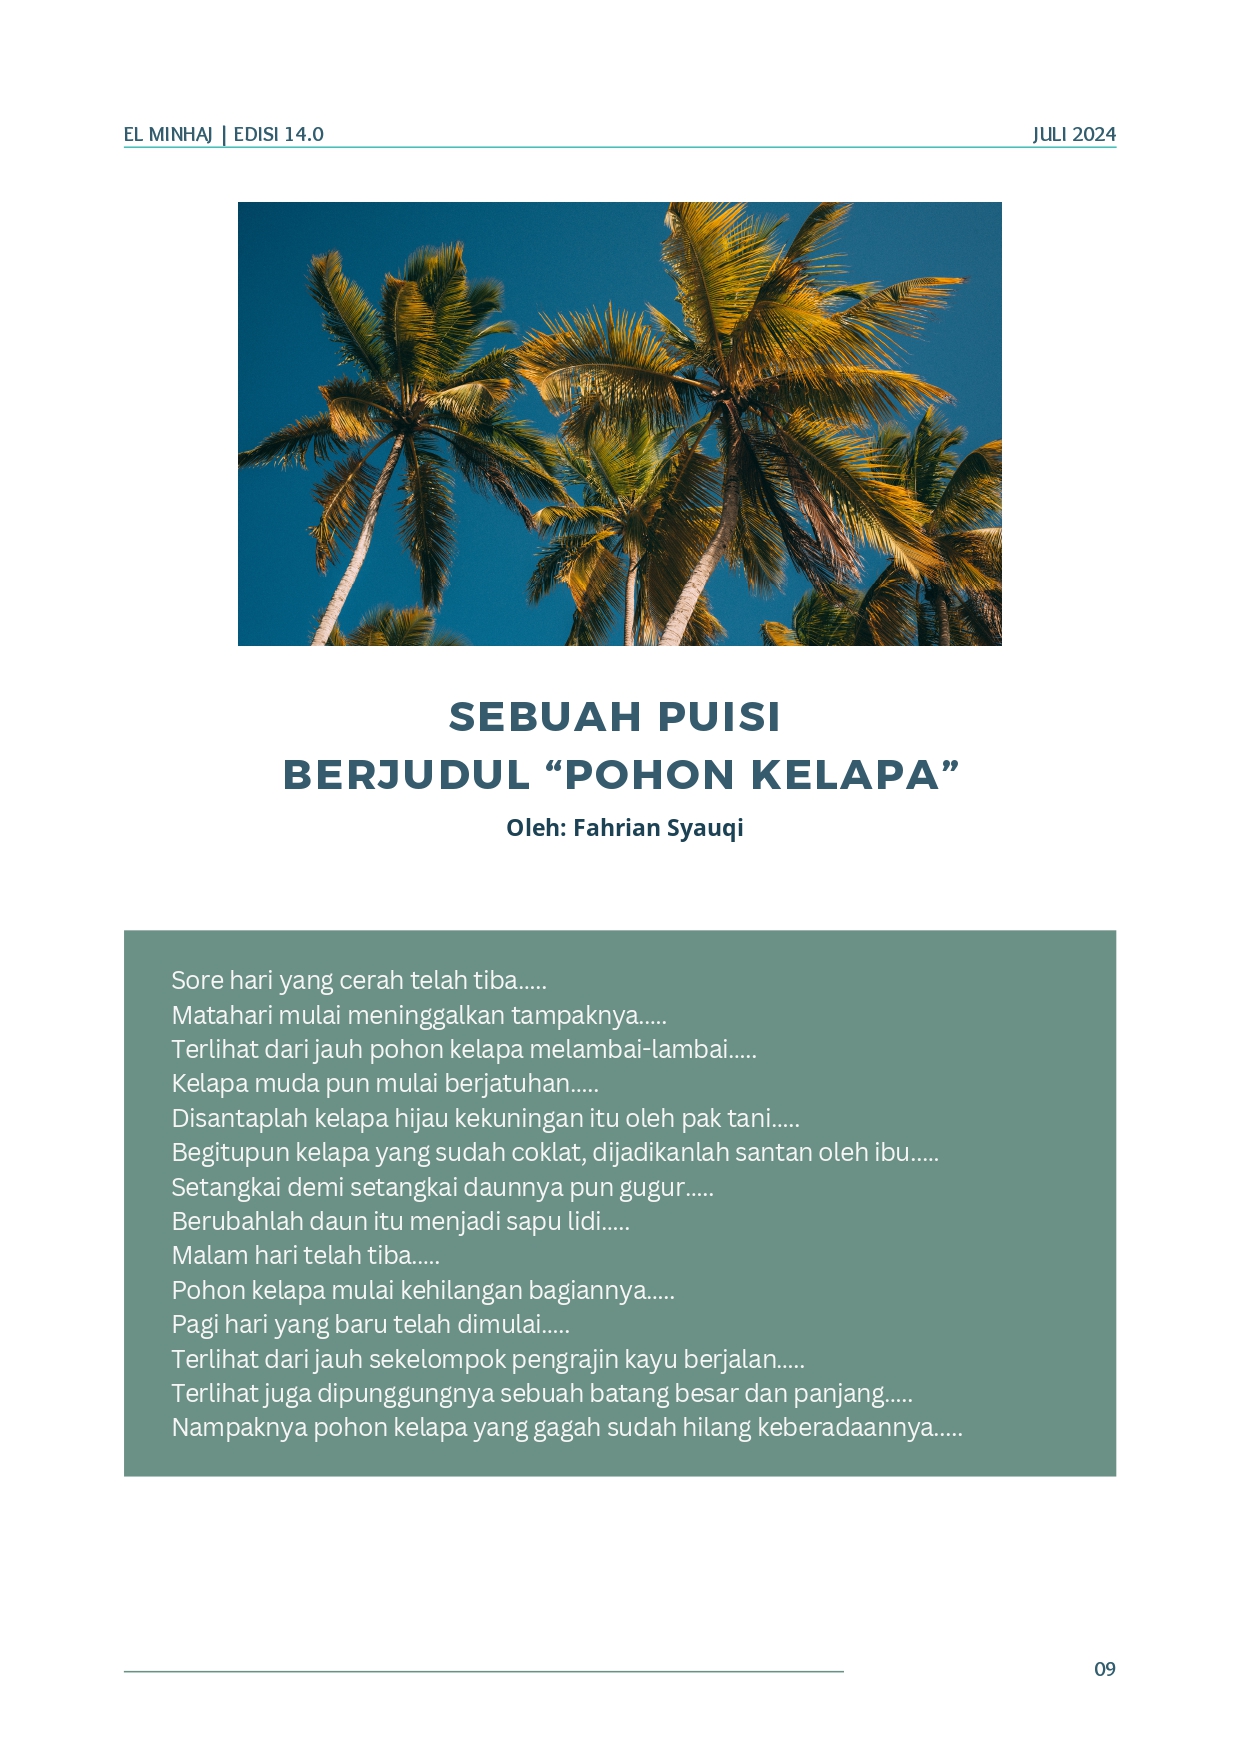 EL MINHAJ | EDISI 14.0
JULI 2024
SEBUAH PUISI
BERJUDUL “POHON KELAPA”
Oleh: Fahrian Syauqi
Sore hari yang cerah telah tiba.....
Matahari mulai meninggalkan tampaknya.....
Terlihat dari jauh pohon kelapa melambai-lambai.....
Kelapa muda pun mulai berjatuhan.....
Disantaplah kelapa hijau kekuningan itu oleh pak tani.....
Begitupun kelapa yang sudah coklat, dijadikanlah santan oleh ibu.....
Setangkai demi setangkai daunnya pun gugur.....
Berubahlah daun itu menjadi sapu lidi.....
Malam hari telah tiba.....
Pohon kelapa mulai kehilangan bagiannya.....
Pagi hari yang baru telah dimulai.....
Terlihat dari jauh sekelompok pengrajin kayu berjalan.....
Terlihat juga dipunggungnya sebuah batang besar dan panjang.....
Nampaknya pohon kelapa yang gagah sudah hilang keberadaannya.....
09